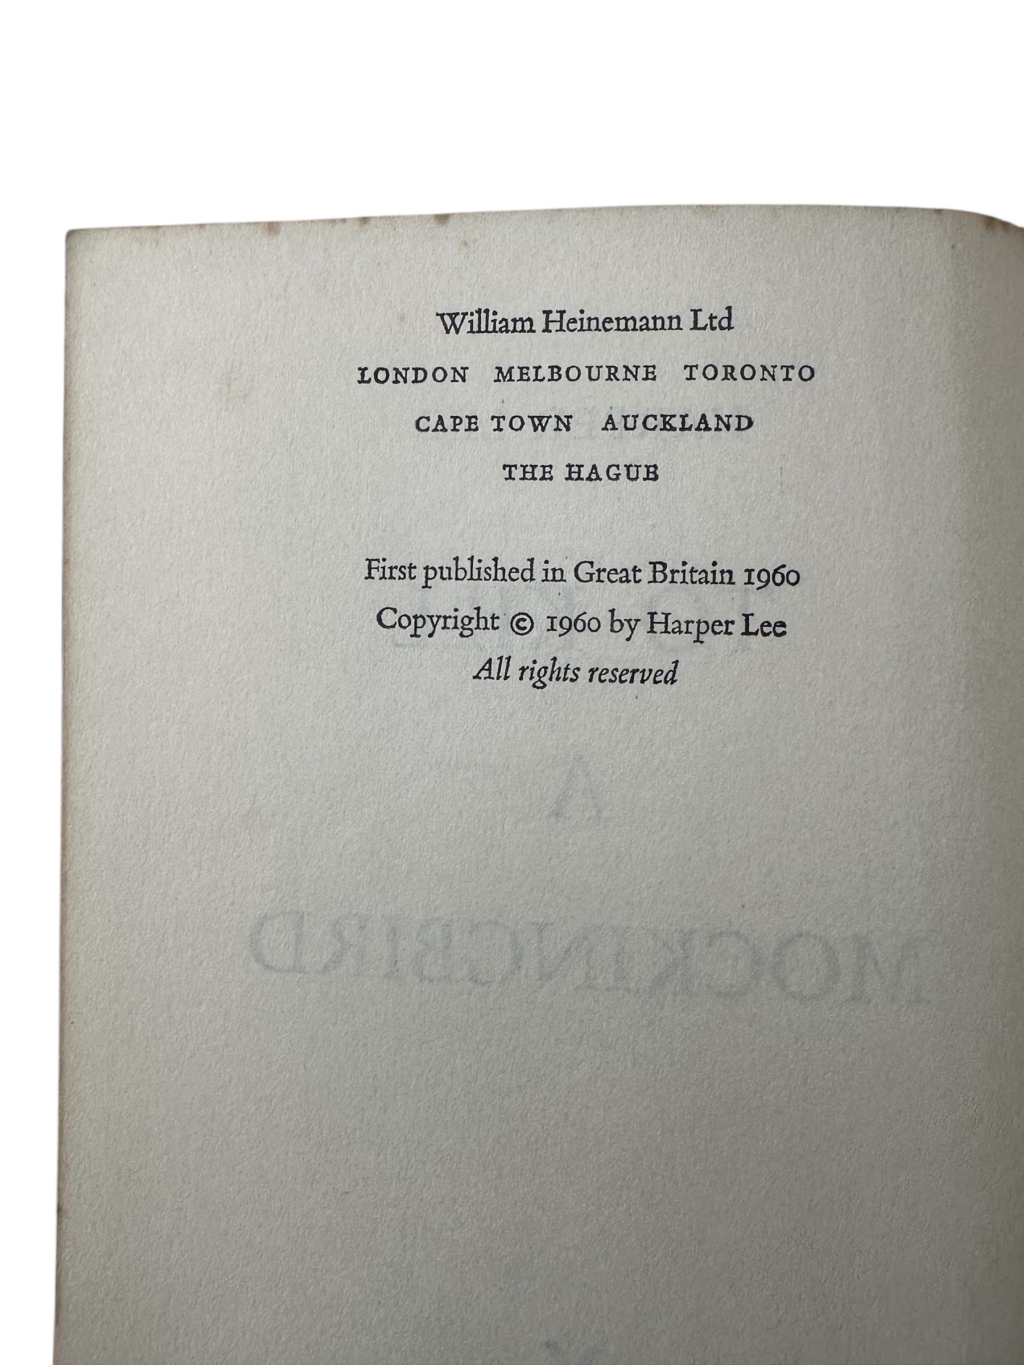 William Heinemann Ltd
LONDON MELBOURNE TORONTO
CAPE TOWN AUCKLAND
THE HAGUE
First published in Great Britain 1960
Copyright © 1960 by Harper Lee
All rights reserved
A
MOCKINGBIRD